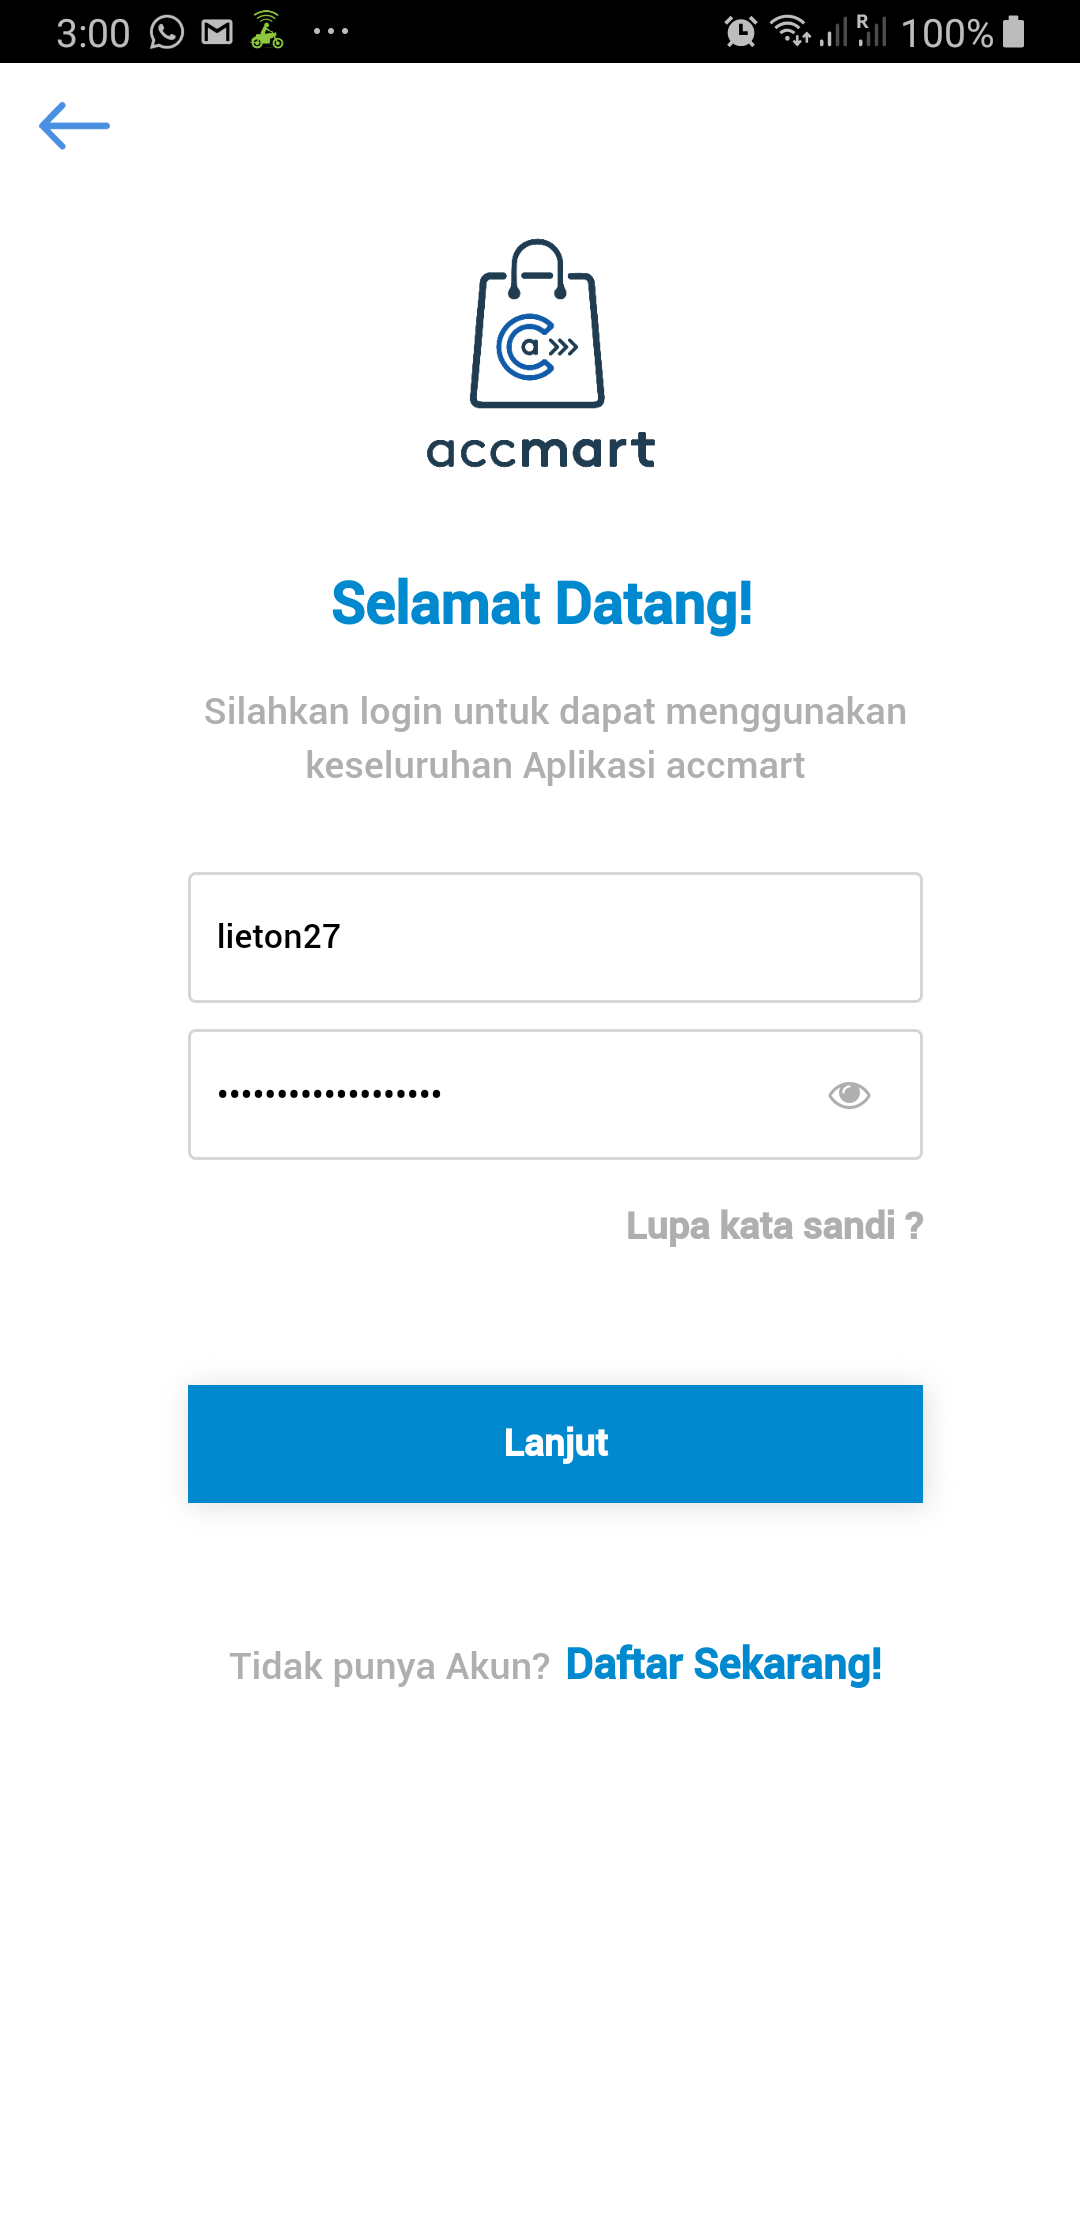 3:00
R
100%
a
accmart
Selamat Datang!
Silahkan login untuk dapat menggunakan
keseluruhan Aplikasi accmart
lieton27
•••••••••••••••••••
Lupa kata sandi ?
Lanjut
Tidak punya Akun? Daftar Sekarang!